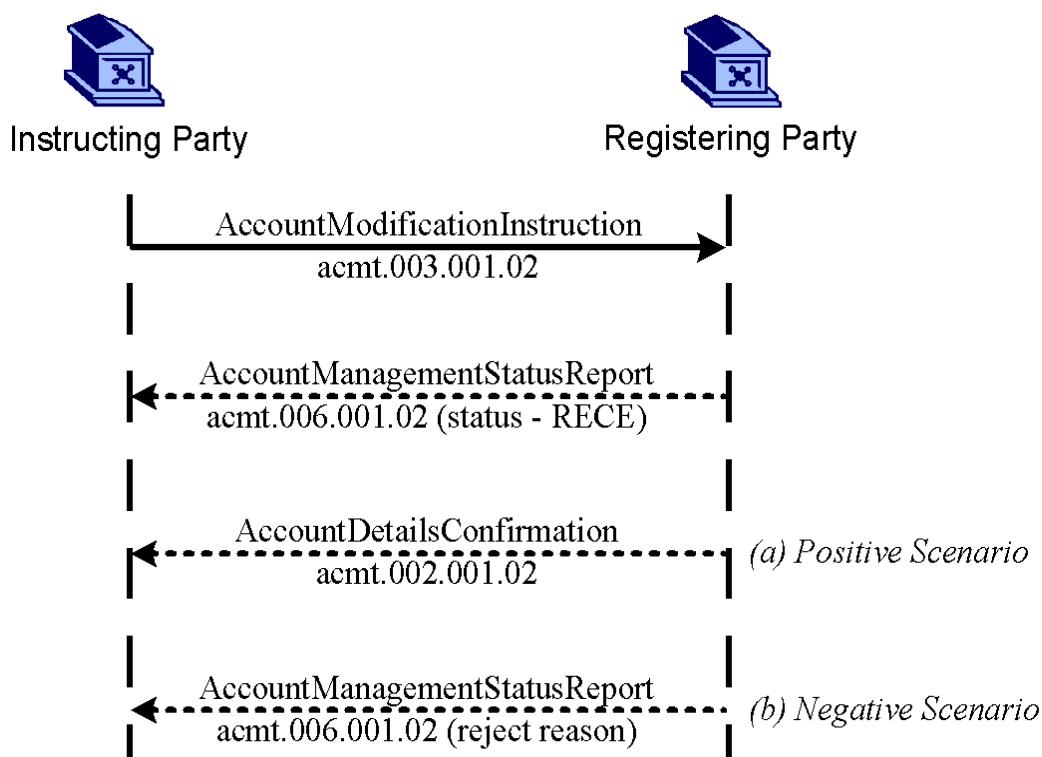 Instructing Party
Registering Party
AccountModificationInstruction
acmt.003.001.02
AccountManagementStatusReport
acmt.006.001.02 (status - RECE)
AccountDetailsConfirmation
acmt.002.001.02
(a) Positive Scenario
AccountManagementStatusReport
acmt.006.001.02 (reject reason)
(b) Negative Scenario